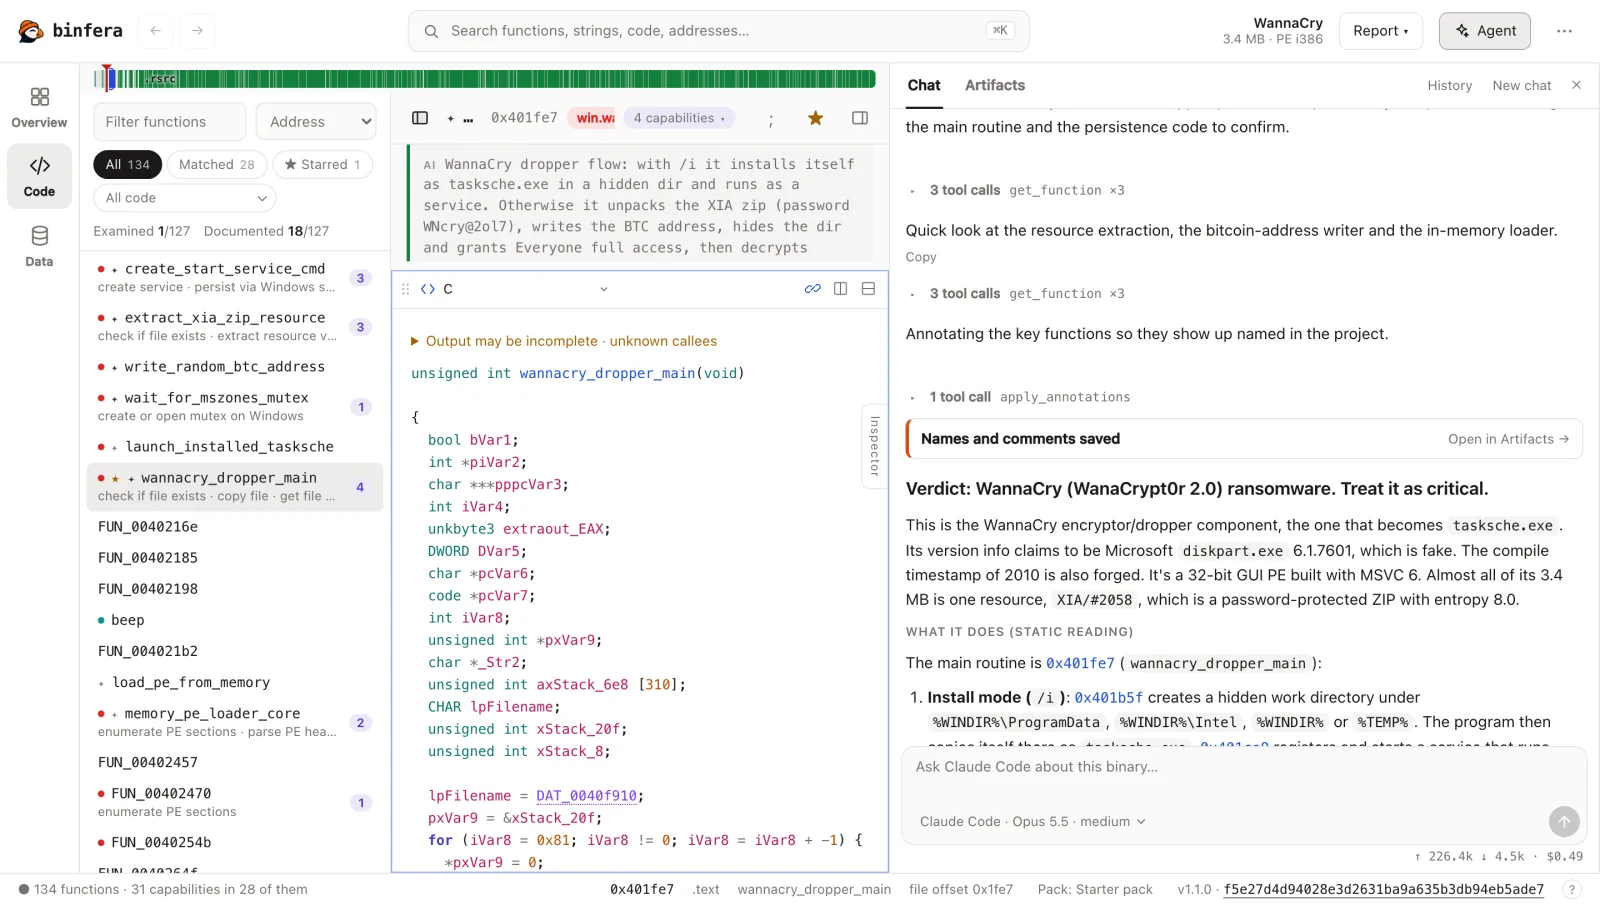 binfera
Search functions, strings, code, addresses...
⌘K
WannaCry
3.4 MB · PE i386
Report
Agent
Overview
Code
Data
.rsrc
Filter functions
Address
All 134
Matched 28
★ Starred 1
All code
Examined 1/127 Documented 18/127
create_start_service_cmd
create service · persist via Windows s...
3
extract_xia_zip_resource
check if file exists · extract resource v...
3
write_random_btc_address
wait_for_mszones_mutex
create or open mutex on Windows
1
launch_installed_tasksche
★ wannacry_dropper_main
check if file exists · copy file · get file ...
4
FUN_0040216e
FUN_00402185
FUN_00402198
beep
FUN_004021b2
load_pe_from_memory
memory_pe_loader_core
enumerate PE sections · parse PE hea...
2
FUN_00402457
FUN_00402470
enumerate PE sections
1
FUN_0040254b
FUN_0040264f
... 0x401fe7 win.wa 4 capabilities · ;
AI WannaCry dropper flow: with /i it installs itself
as tasksche.exe in a hidden dir and runs as a
service. Otherwise it unpacks the XIA zip (password
WNcry@2ol7), writes the BTC address, hides the dir
and grants Everyone full access, then decrypts
<> C
Output may be incomplete · unknown callees
unsigned int wannacry_dropper_main(void)
{
bool bVar1;
int *piVar2;
char ***pppcVar3;
int iVar4;
unkbyte3 extraout_EAX;
DWORD DVar5;
char *pcVar6;
code *pcVar7;
int iVar8;
unsigned int *pxVar9;
char *_Str2;
unsigned int axStack_6e8 [310];
CHAR lpFilename;
unsigned int xStack_20f;
unsigned int xStack_8;
lpFilename = DAT_0040f910;
pxVar9 = &xStack_20f;
for (iVar8 = 0x81; iVar8 != 0; iVar8 = iVar8 + -1) {
*pxVar9 = 0;
Inspector
Chat
Artifacts
History
New chat
the main routine and the persistence code to confirm.
3 tool calls get_function ×3
Quick look at the resource extraction, the bitcoin-address writer and the in-memory loader.
Copy
3 tool calls get_function ×3
Annotating the key functions so they show up named in the project.
1 tool call apply_annotations
Names and comments saved
Open in Artifacts →
Verdict: WannaCry (WanaCrypt0r 2.0) ransomware. Treat it as critical.
This is the WannaCry encryptor/dropper component, the one that becomes tasksche.exe.
Its version info claims to be Microsoft diskpart.exe 6.1.7601, which is fake. The compile
timestamp of 2010 is also forged. It's a 32-bit GUI PE built with MSVC 6. Almost all of its 3.4
MB is one resource, XIA/#2058, which is a password-protected ZIP with entropy 8.0.
WHAT IT DOES (STATIC READING)
The main routine is 0x401fe7 (wannacry_dropper_main):
1. Install mode (/i): 0x401b5f creates a hidden work directory under
%WINDIR%\ProgramData, %WINDIR%\Intel, %WINDIR% or %TEMP%. The program then
Ask Claude Code about this binary...
Claude Code · Opus 5.5 · medium
↑ 226.4k ↓ 4.5k · $0.49
134 functions · 31 capabilities in 28 of them
0x401fe7 .text wannacry_dropper_main file offset 0x1fe7 Pack: Starter pack v1.1.0 · f5e27d4d94028e3d2631ba9a635b3db94eb5ade7 ?